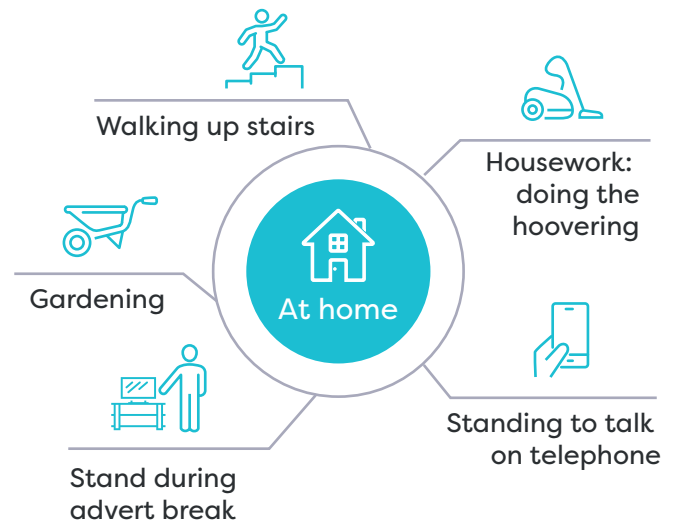 Walking up stairs
Housework:
doing the
hoovering
Gardening
At home
Standing to talk
on telephone
Stand during
advert break